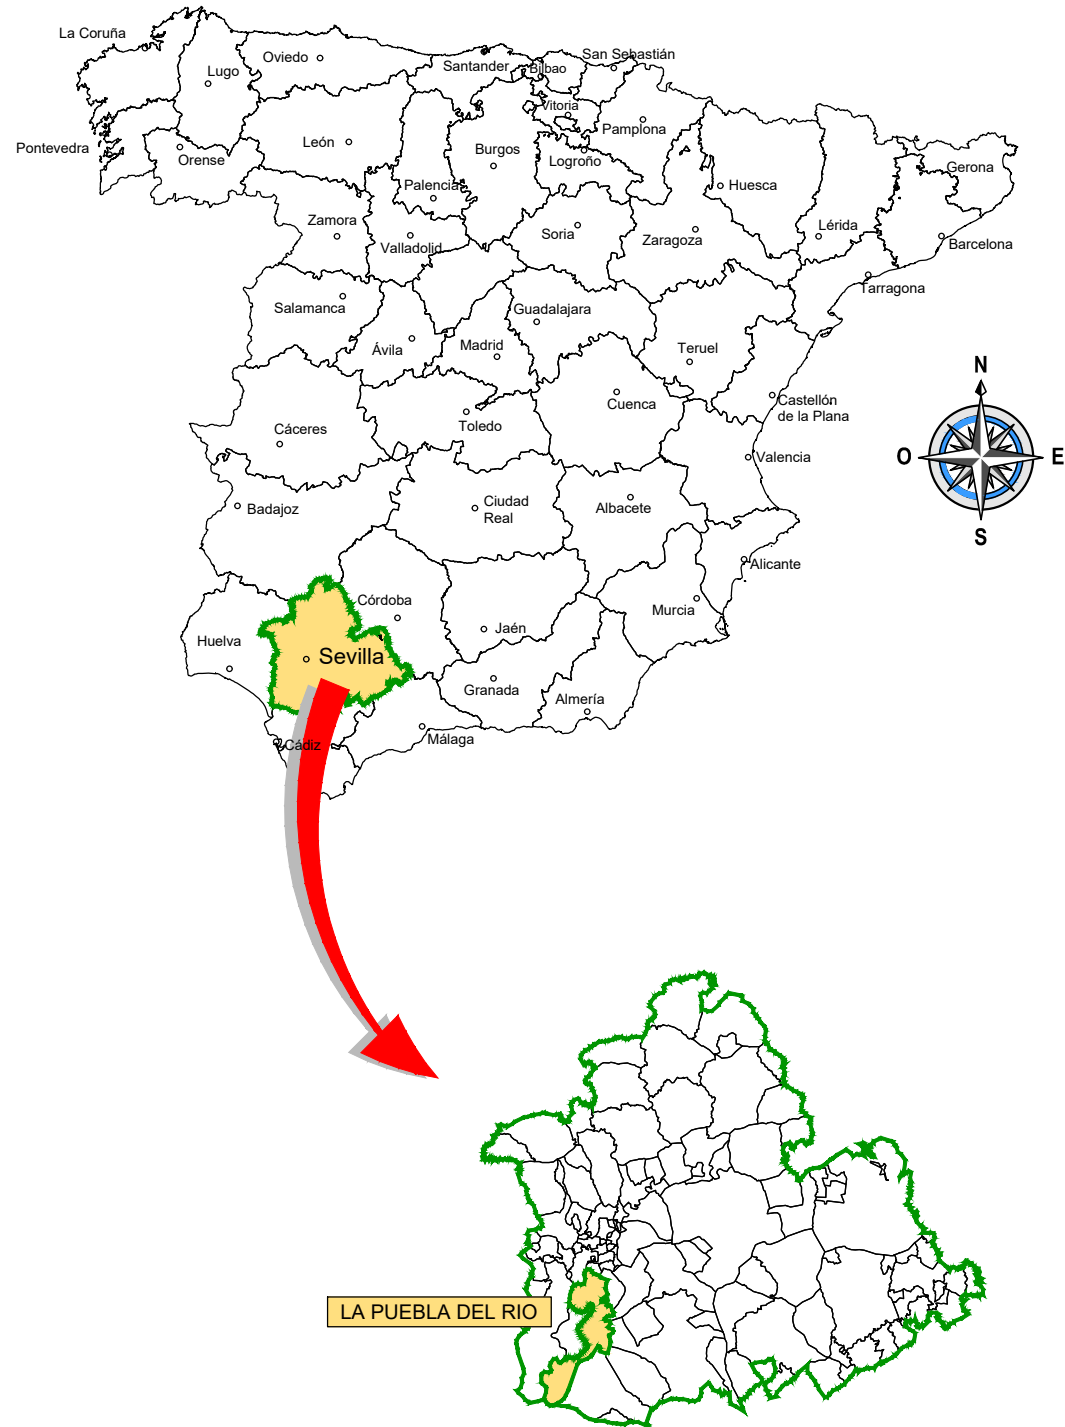 La Coruña
Lugo
Oviedo
Santander
Bilbao
San Sebastián
Vitoria
Pamplona
Pontevedra
Orense
León
Palencia
Burgos
Logroño
Huesca
Gerona
Zamora
Valladolid
Soria
Zaragoza
Lérida
Barcelona
Tarragona
Salamanca
Ávila
Madrid
Guadalajara
Teruel
Cuenca
Castellón
de la Plana
Cáceres
Toledo
Valencia
Badajoz
Ciudad
Real
Albacete
Alicante
Córdoba
Jaén
Murcia
Huelva
Sevilla
Granada
Almería
Málaga
Cádiz
N
O
E
S
LA PUEBLA DEL RIO